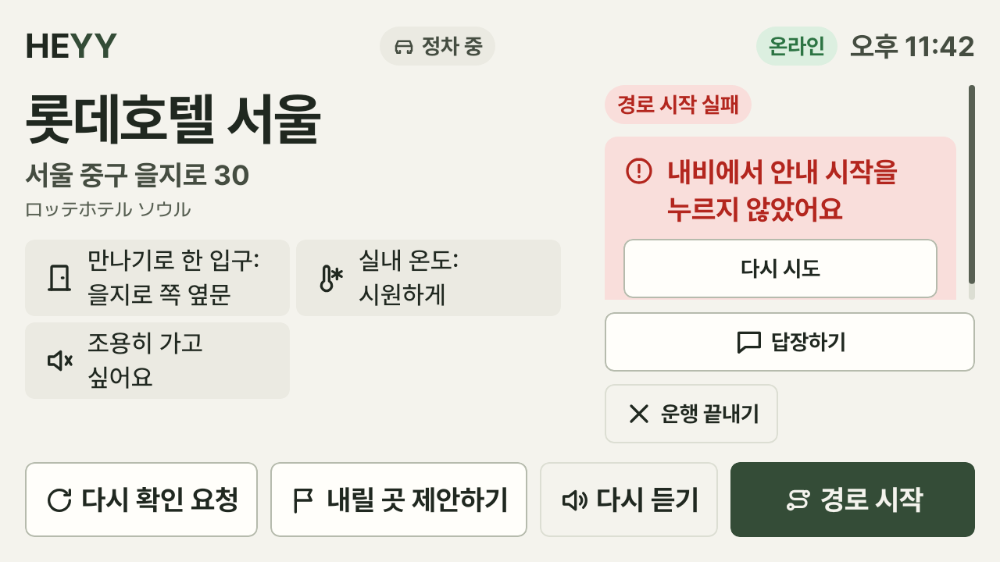 HEYY
정차 중
온라인
오후 11:42
롯데호텔 서울
서울 중구 을지로 30
ロッテホテル ソウル
만나기로 한 입구:
을지로 쪽 옆문
실내 온도:
시원하게
조용히 가고
싶어요
경로 시작 실패
내비에서 안내 시작을
누르지 않았어요
다시 시도
답장하기
운행 끝내기
다시 확인 요청
내릴 곳 제안하기
다시 듣기
경로 시작